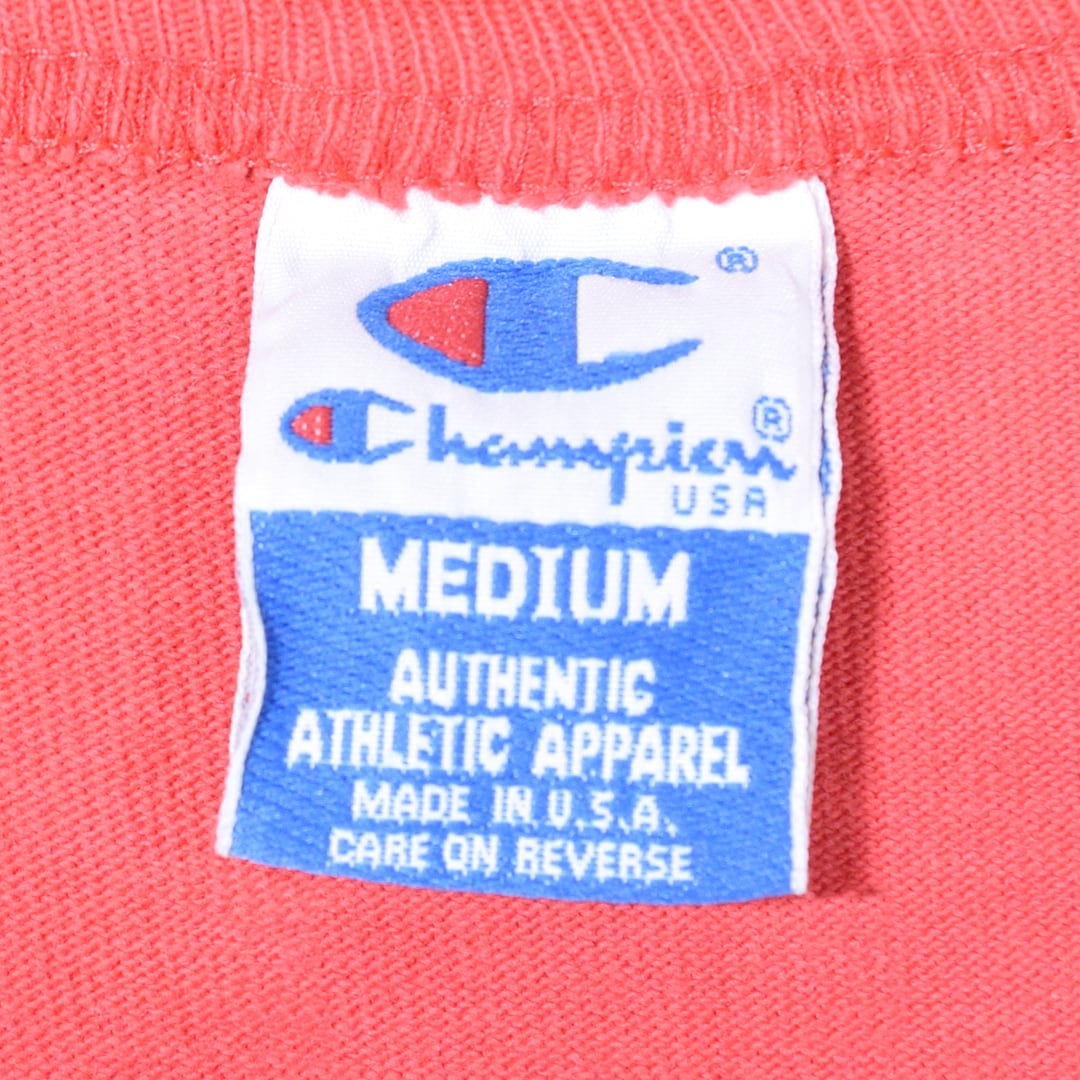 ®
Champion®
USA
MEDIUM
AUTHENTIC
ATHLETIC APPAREL
MADE IN U.S.A.
CARE ON REVERSE